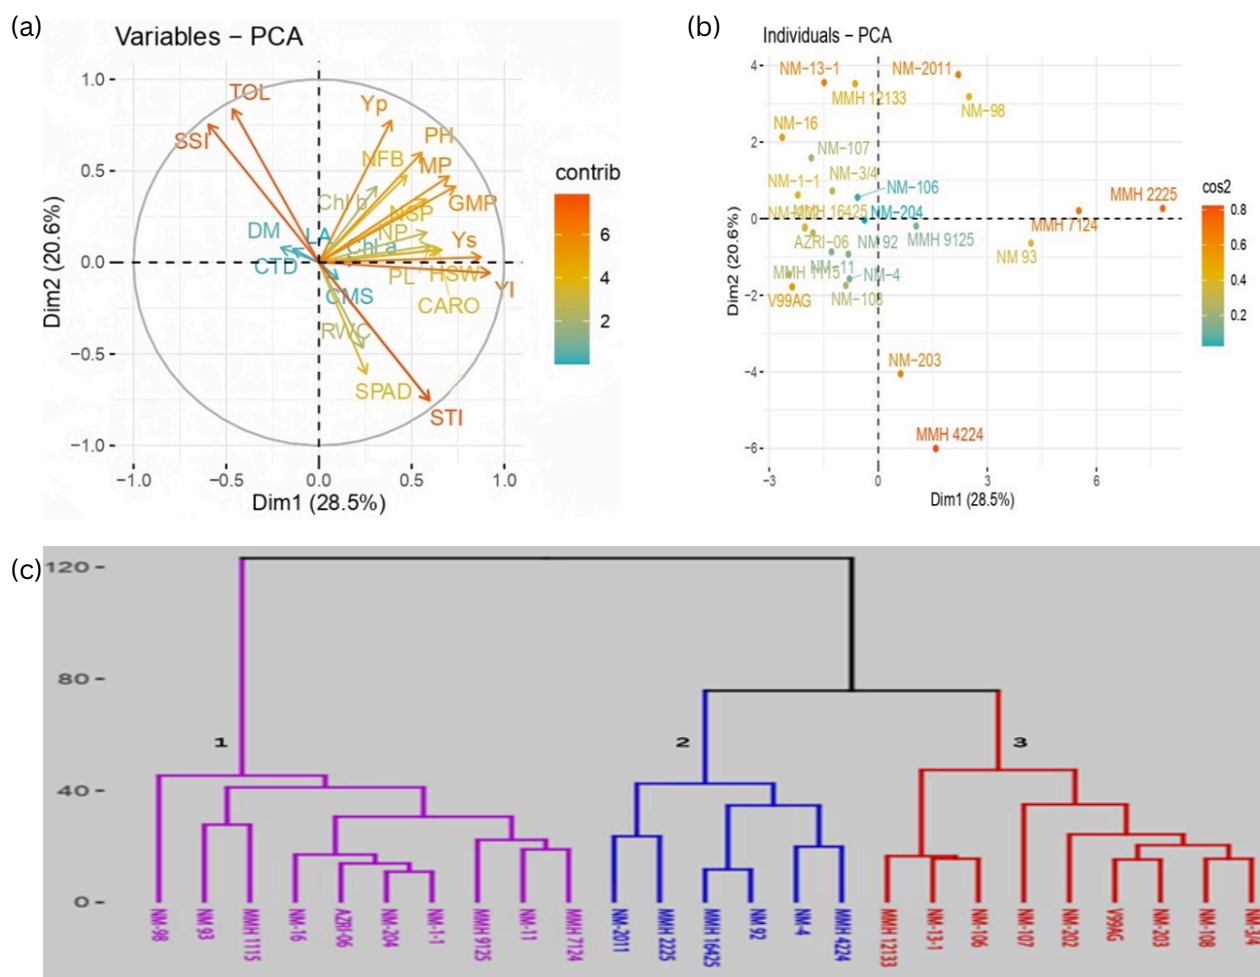 (a)
Variables − PCA
TOL
SSI
Yp
PH
NFB
MP
Chl b
GMP
NSP
DM
LA
NP
Chl a
Ys
CTD
PL
HSW
YI
CMS
CARO
RWC
SPAD
STI
1.0
0.5
0.0
−0.5
−1.0
−1.0
−0.5
0.0
0.5
1.0
Dim1 (28.5%)
Dim2 (20.6%)
contrib
6
4
2
(b)
Individuals − PCA
NM−13−1
NM−2011
MMH 12133
NM−98
NM−16
NM−107
NM−3/4
NM−1−1
NM−106
MMH 2225
MMH 16425
NM−204
MMH 7124
AZRI−06
NM 92
MMH 9125
NM 93
NM−11
MMH 1115
NM−4
V99AG
NM−108
NM−203
MMH 4224
4
2
0
−2
−4
−6
−3
0
3
6
Dim1 (28.5%)
Dim2 (20.6%)
cos2
0.8
0.6
0.4
0.2
(c)
120
80
40
0
1
2
3
NM-98
NM 93
MMH 1115
NM-16
AZRI-06
NM-204
NM-1-1
MMH 9125
NM-11
MMH 7124
NM-2011
MMH 2225
MMH 16425
NM 92
NM-4
MMH 4224
MMH 12133
NM-13-1
NM-106
NM-107
NM-202
V99AG
NM-203
NM-108
NM-3/4